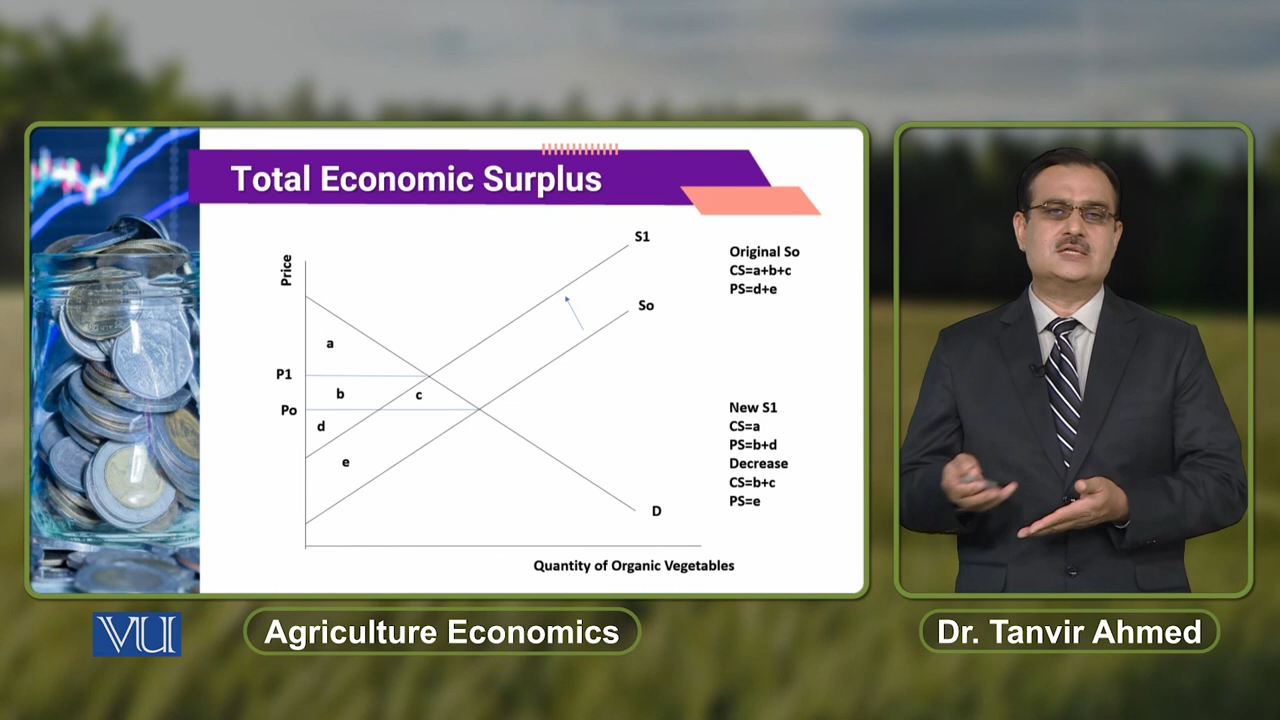 Total Economic Surplus
Price
S1
So
a
P1
b
c
Po
d
e
D
Quantity of Organic Vegetables
Original So
CS=a+b+c
PS=d+e
New S1
CS=a
PS=b+d
Decrease
CS=b+c
PS=e
VU
Agriculture Economics
Dr. Tanvir Ahmed